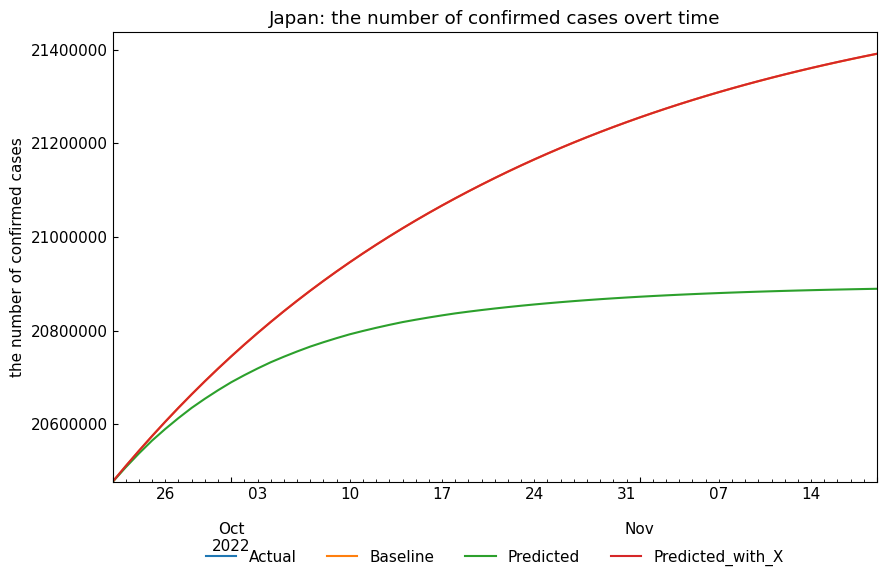 Japan: the number of confirmed cases overt time
the number of confirmed cases
21400000
21200000
21000000
20800000
20600000
26 03 10 17 24 31 07 14
Oct Nov
2022
Actual Baseline Predicted Predicted_with_X